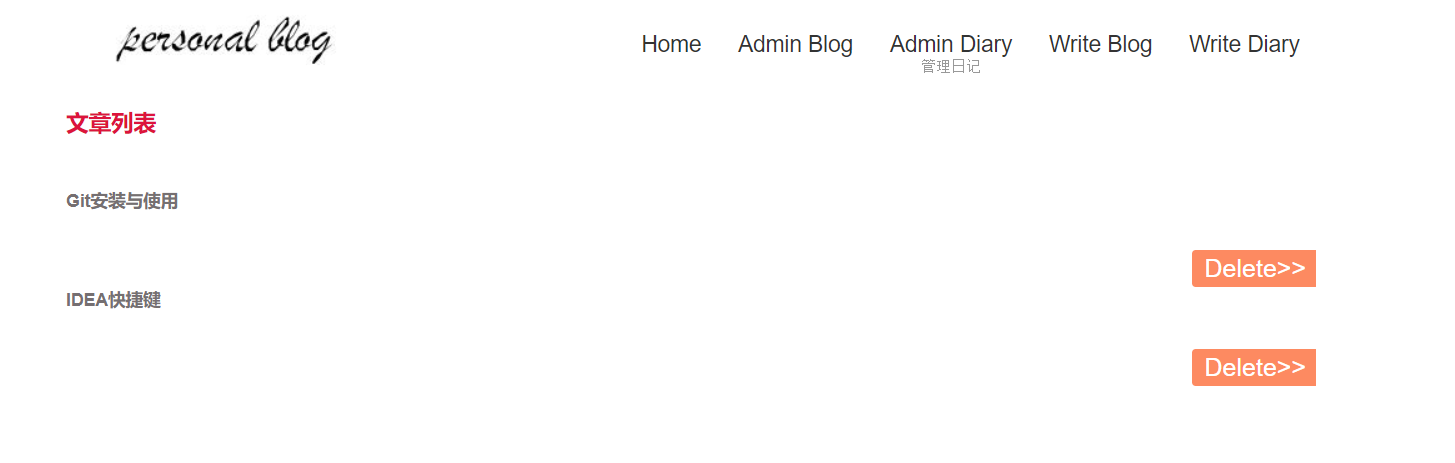 personal blog
Home Admin Blog Admin Diary Write Blog Write Diary
管理日记
文章列表
Git安装与使用
Delete>>
IDEA快捷键
Delete>>